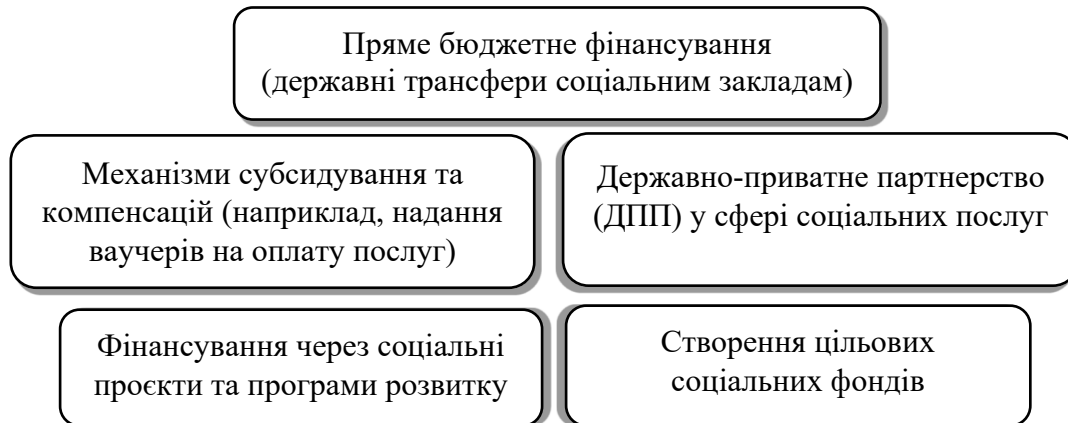 Пряме бюджетне фінансування
(державні трансфери соціальним закладам)
Механізми субсидування та
компенсацій (наприклад, надання
ваучерів на оплату послуг)
Державно-приватне партнерство
(ДПП) у сфері соціальних послуг
Фінансування через соціальні
проєкти та програми розвитку
Створення цільових
соціальних фондів